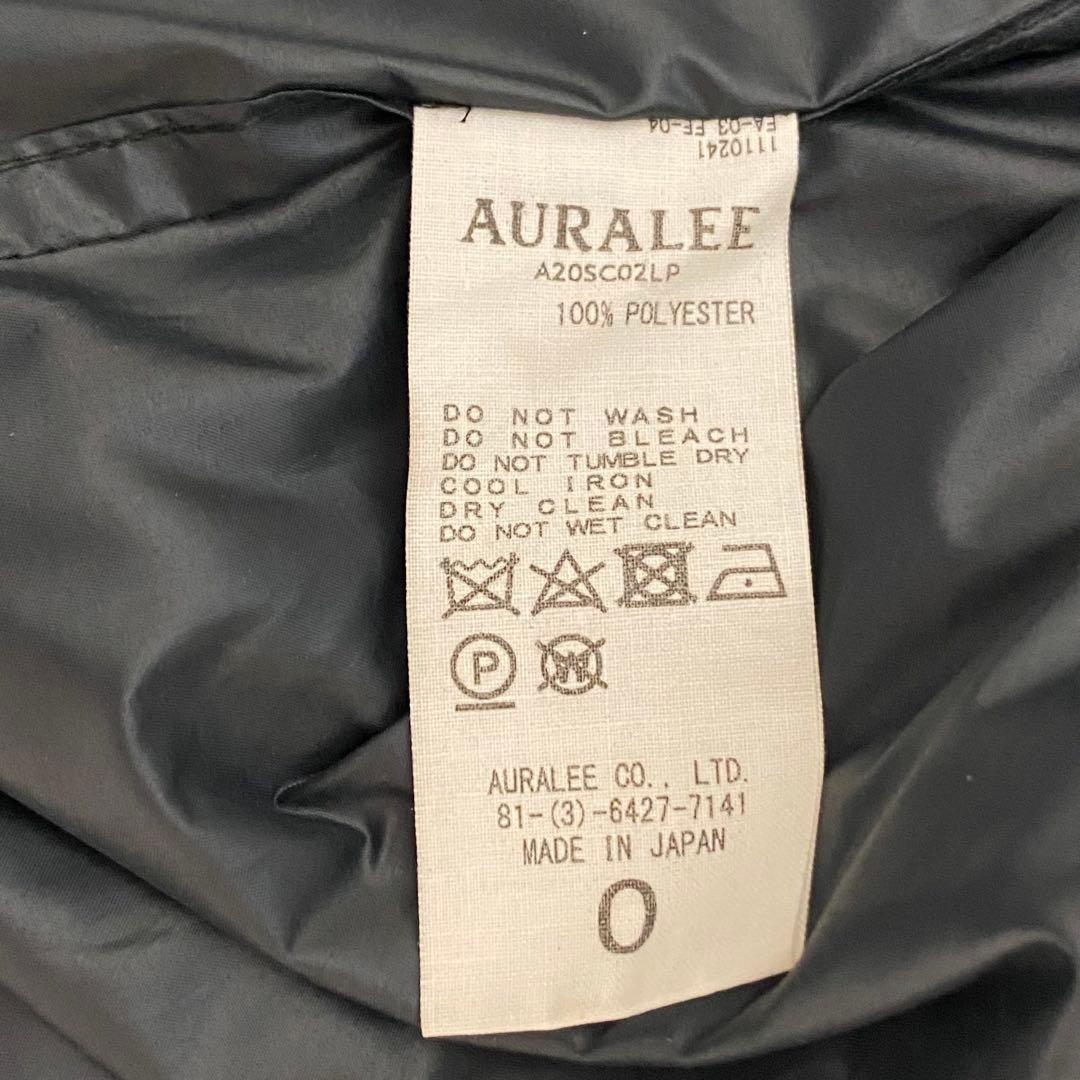 EA-03 EE-04
1110241
AURALEE
A20SC02LP
100% POLYESTER
DO NOT WASH
DO NOT BLEACH
DO NOT TUMBLE DRY
COOL IRON
DRY CLEAN
DO NOT WET CLEAN
P
W
AURALEE CO., LTD.
81-(3)-6427-7141
MADE IN JAPAN
0